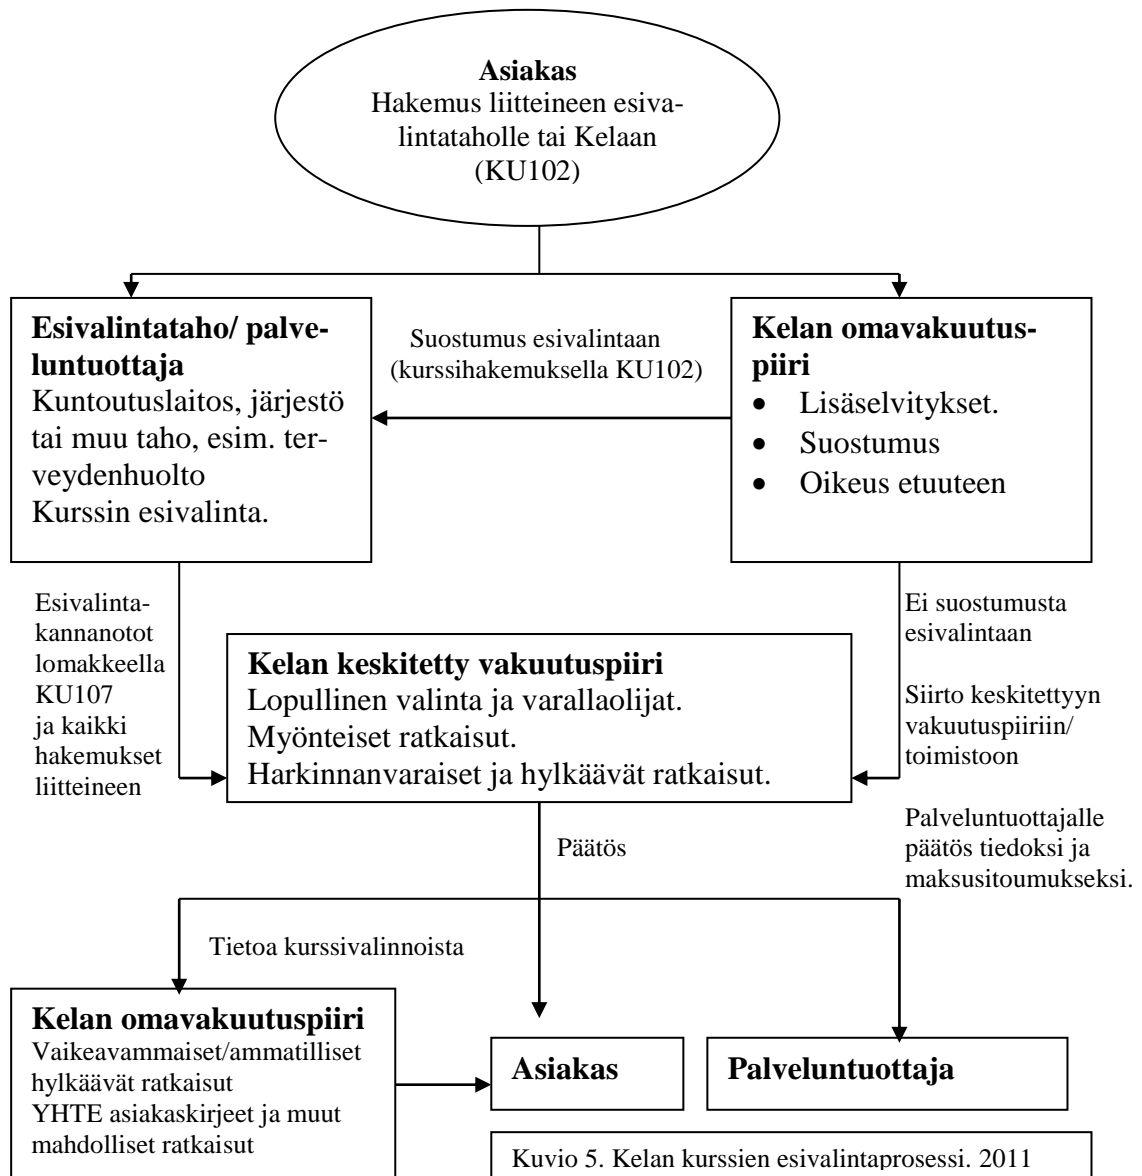 Asiakas
Hakemus liitteineen esiva-
lintataholle tai Kelaan
(KU102)
Esivalintataho/ palve-
luntuottaja
Kuntoutuslaitos, järjestö
tai muu taho, esim. ter-
veydenhuolto
Kurssin esivalinta.
Suostumus esivalintaan
(kurssihakemuksella KU102)
Kelan omavakuutus-
piiri
• Lisäselvitykset.
• Suostumus
• Oikeus etuuteen
Esivalinta-
kannanotot
lomakkeella
KU107
ja kaikki
hakemukset
liitteineen
Kelan keskitetty vakuutuspiiri
Lopullinen valinta ja varallaolijat.
Myönteiset ratkaisut.
Harkinnanvaraiset ja hylkäävät ratkaisut.
Ei suostumusta
esivalintaan
Siirto keskitettyyn
vakuutuspiiriin/
toimistoon
Päätös
Palveluntuottajalle
päätös tiedoksi ja
maksusitoumukseksi.
Tietoa kurssivalinnoista
Kelan omavakuutuspiiri
Vaikeavammaiset/ammatilliset
hylkäävät ratkaisut
YHTE asiakaskirjeet ja muut
mahdolliset ratkaisut
Asiakas
Palveluntuottaja
Kuvio 5. Kelan kurssien esivalintaprosessi. 2011